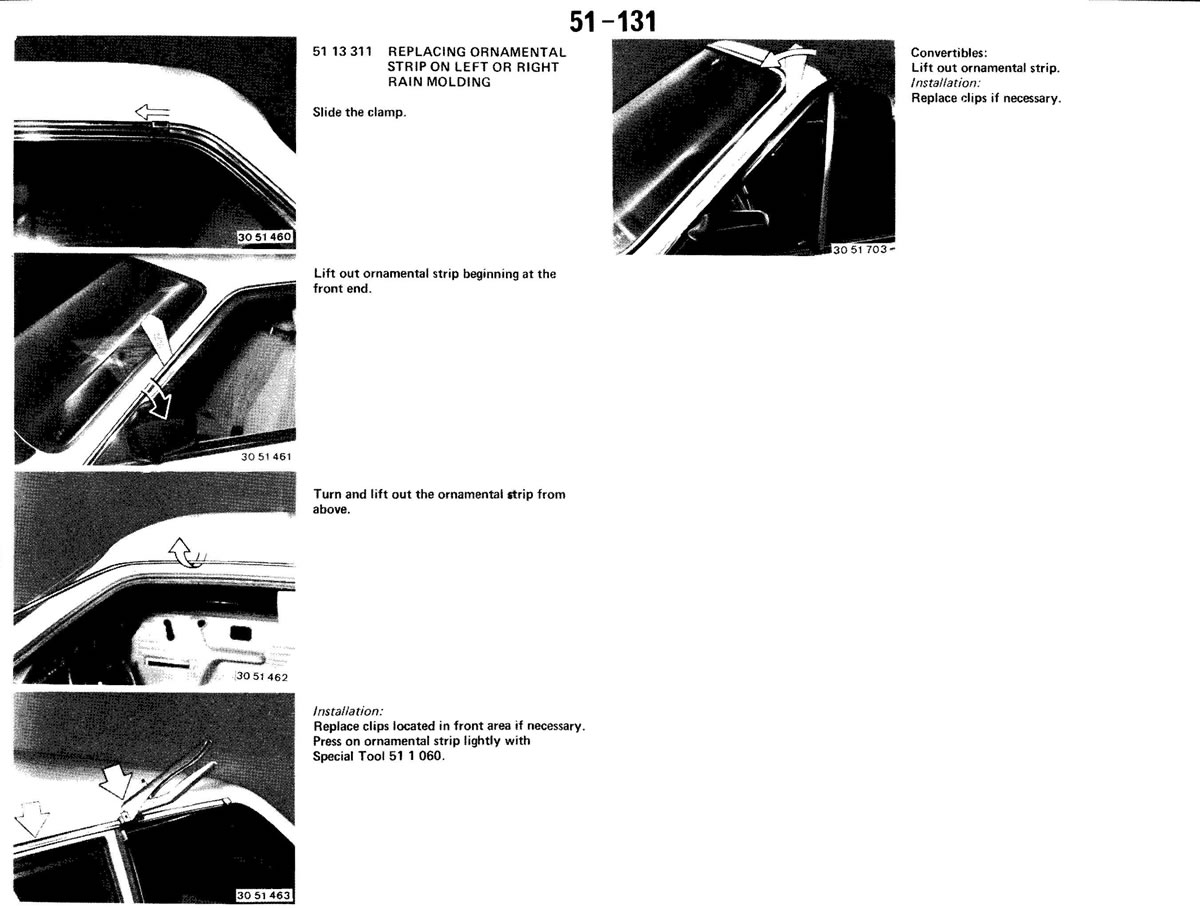 51-131
51 13 311 REPLACING ORNAMENTAL
STRIP ON LEFT OR RIGHT
RAIN MOLDING
Slide the clamp.
30 51 460
Lift out ornamental strip beginning at the
front end.
30 51 461
Turn and lift out the ornamental strip from
above.
30 51 462
Installation:
Replace clips located in front area if necessary.
Press on ornamental strip lightly with
Special Tool 51 1 060.
30 51 463
Convertibles:
Lift out ornamental strip.
Installation:
Replace clips if necessary.
30 51 703